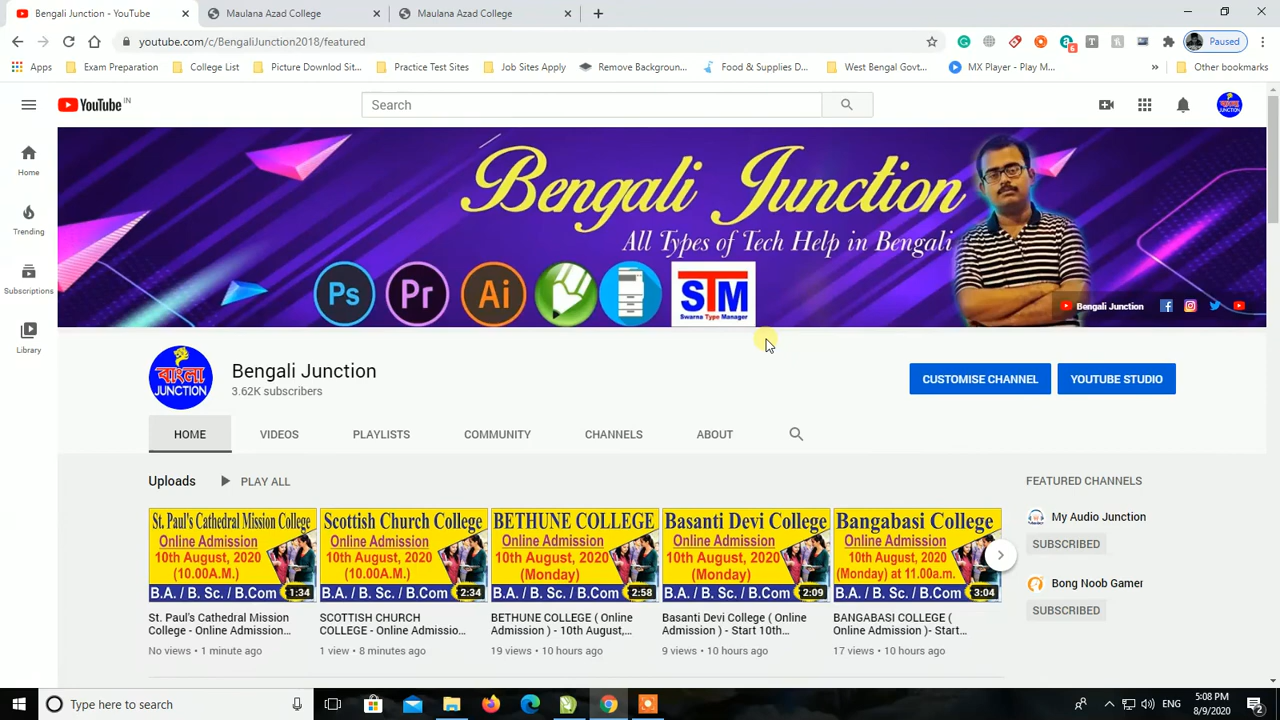 Bengali Junction - YouTube
Maulana Azad College
Maulana Azad College
youtube.com/c/BengaliJunction2018/featured
6
Paused
Apps
Exam Preparation
College List
Picture Downlod Sit...
Practice Test Sites
Job Sites Apply
Remove Backgroun...
Food & Supplies D...
West Bengal Govt...
MX Player - Play M...
»
Other bookmarks
YouTube IN
Search
Home
Trending
Subscriptions
Library
Bengali Junction
All Types of Tech Help in Bengali
Ps
Pr
Ai
STM
Swarna Type Manager
Bengali Junction
বাংলা
JUNCTION
Bengali Junction
3.62K subscribers
CUSTOMISE CHANNEL
YOUTUBE STUDIO
HOME
VIDEOS
PLAYLISTS
COMMUNITY
CHANNELS
ABOUT
Uploads
PLAY ALL
FEATURED CHANNELS
St. Paul's Cathedral Mission College
Online Admission
10th August, 2020
(10.00A.M.)
B.A. / B. Sc. / B.Com
1:34
St. Paul's Cathedral Mission
College - Online Admission...
No views • 1 minute ago
Scottish Church College
Online Admission
10th August, 2020
(10.00A.M.)
B.A. / B. Sc. / B.Com
2:34
SCOTTISH CHURCH
COLLEGE - Online Admissio...
1 view • 8 minutes ago
BETHUNE COLLEGE
Online Admission
10th August, 2020
(Monday)
B.A. / B. Sc. / B.Com
2:58
BETHUNE COLLEGE ( Online
Admission ) - 10th August,...
19 views • 10 hours ago
Basanti Devi College
Online Admission
10th August, 2020
(Monday)
B.A. / B. Sc. / B.Com
2:09
Basanti Devi College ( Online
Admission ) - Start 10th...
9 views • 10 hours ago
Bangabasi College
Online Admission
10th August, 2020
(Monday) at 11.00a.m.
B.A. / B. Sc. / B.Com
3:04
BANGABASI COLLEGE (
Online Admission )- Start...
17 views • 10 hours ago
My Audio Junction
SUBSCRIBED
Bong Noob Gamer
SUBSCRIBED
Type here to search
ENG
5:08 PM
8/9/2020
2